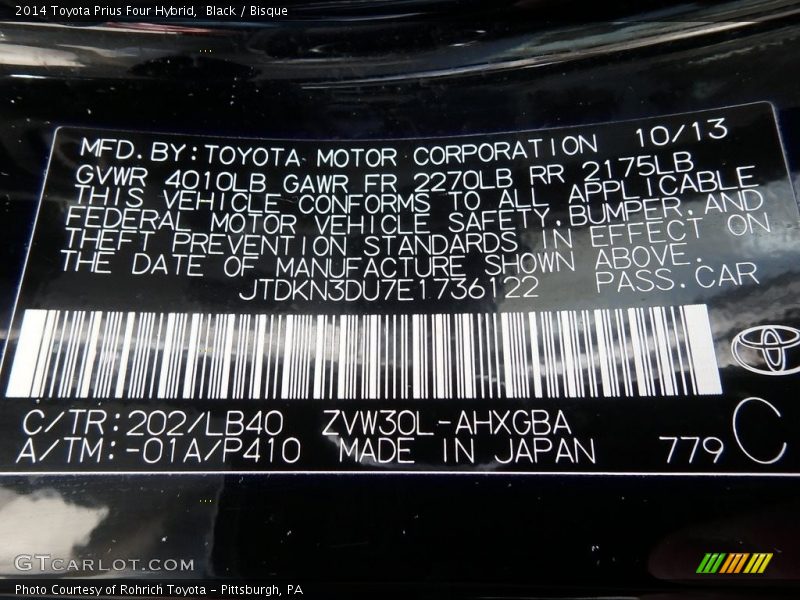 2014 Toyota Prius Four Hybrid,  Black / Bisque
MFD.BY:TOYOTA MOTOR CORPORATION 10/13
GVWR 4010LB GAWR FR 2270LB RR 2175LB
THIS VEHICLE CONFORMS TO ALL APPLICABLE
FEDERAL MOTOR VEHICLE SAFETY,BUMPER,AND
THEFT PREVENTION STANDARDS IN EFFECT ON
THE DATE OF MANUFACTURE SHOWN ABOVE.
JTDKN3DU7E1736122 PASS.CAR
C/TR:202/LB40 ZVW30L-AHXGBA
A/TM:-01A/P410 MADE IN JAPAN 779 C
GTCARLOT.COM
Photo Courtesy of Rohrich Toyota - Pittsburgh, PA